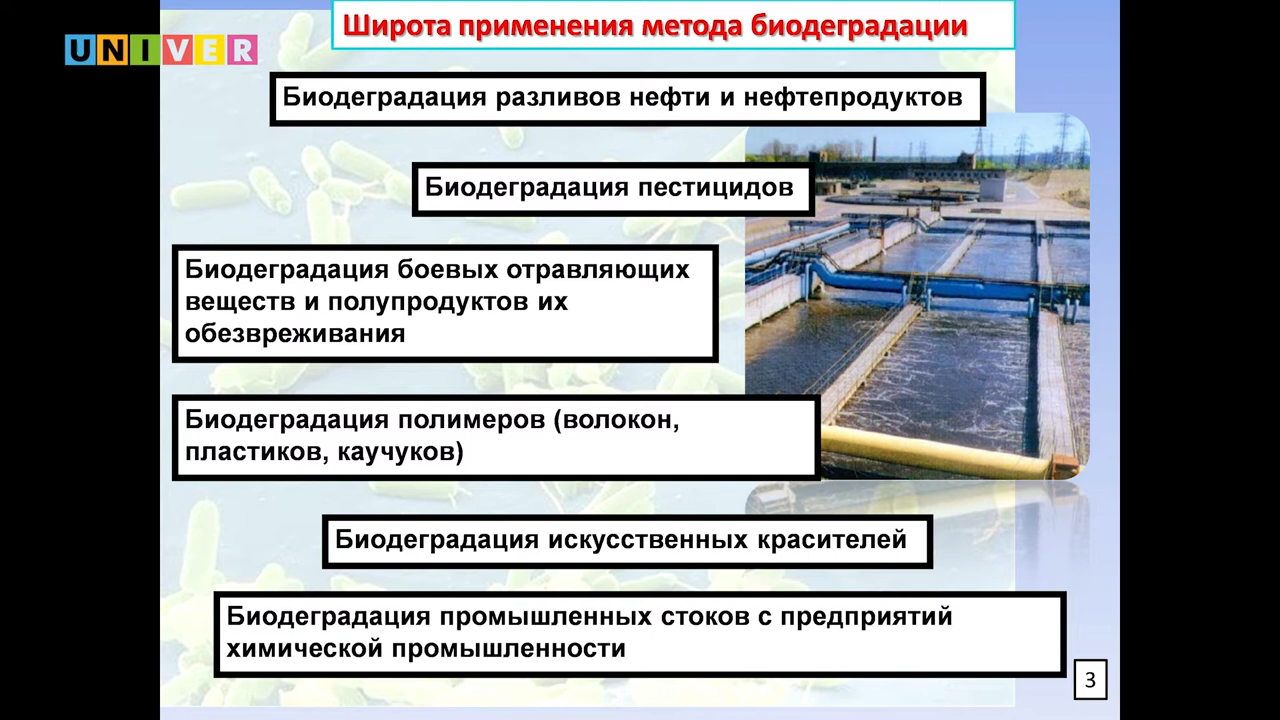 Широта применения метода биодеградации
UNIVER
Биодеградация разливов нефти и нефтепродуктов
Биодеградация пестицидов
Биодеградация боевых отравляющих
веществ и полупродуктов их
обезвреживания
Биодеградация полимеров (волокон,
пластиков, каучуков)
Биодеградация искусственных красителей
Биодеградация промышленных стоков с предприятий
химической промышленности
3